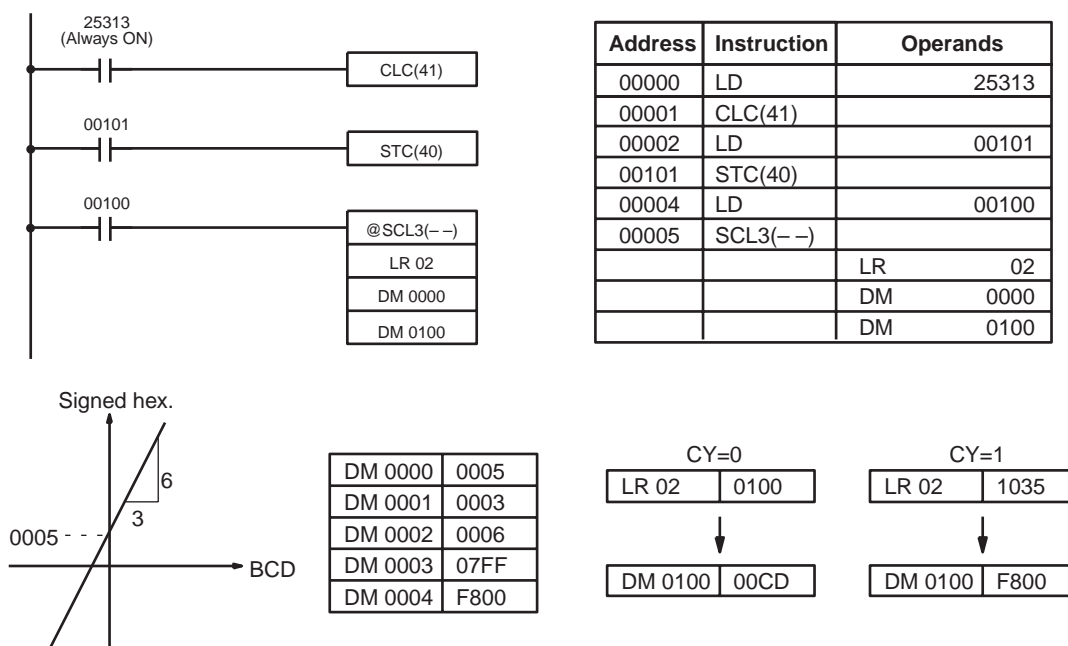 25313
(Always ON)
CLC(41)
00101
STC(40)
00100
@SCL3(– –)
LR 02
DM 0000
DM 0100
Address Instruction Operands
00000 LD 25313
00001 CLC(41)
00002 LD 00101
00101 STC(40)
00004 LD 00100
00005 SCL3(– –)
LR 02
DM 0000
DM 0100
Signed hex.
6
3
0005
BCD
DM 0000 0005
DM 0001 0003
DM 0002 0006
DM 0003 07FF
DM 0004 F800
CY=0
LR 02 0100
DM 0100 00CD
CY=1
LR 02 1035
DM 0100 F800